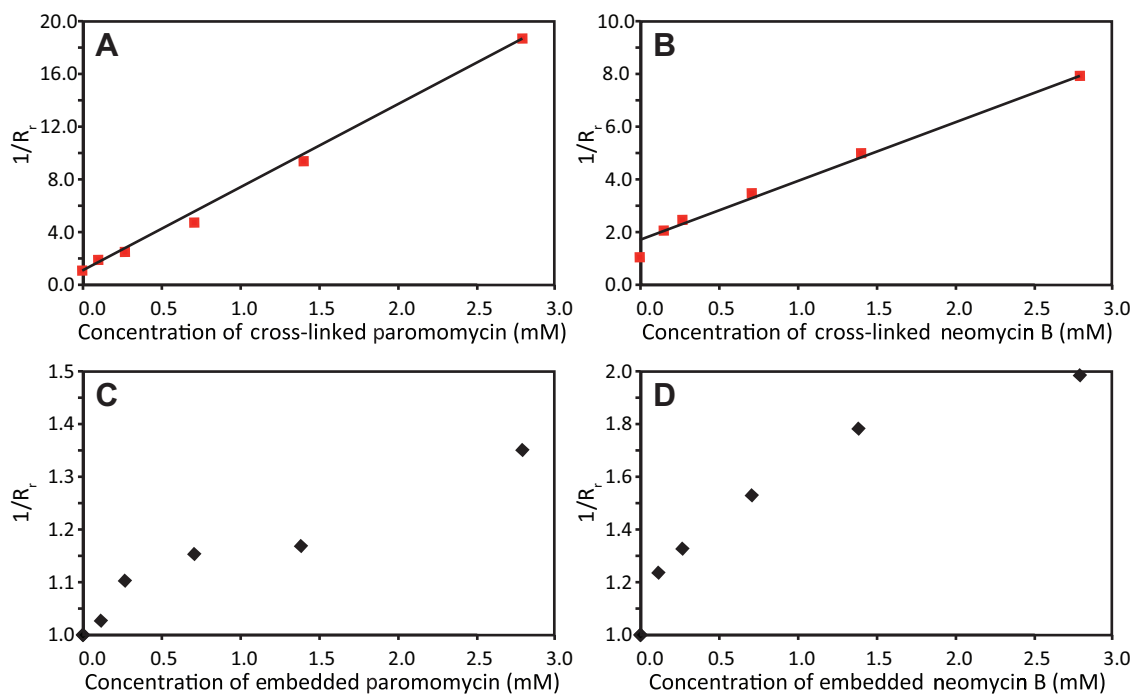 A
20.0
16.0
12.0
8.0
4.0
0.0
1/Rr
0.0 0.5 1.0 1.5 2.0 2.5 3.0
Concentration of cross-linked paromomycin (mM)
B
10.0
8.0
6.0
4.0
2.0
0.0
1/Rr
0.0 0.5 1.0 1.5 2.0 2.5 3.0
Concentration of cross-linked neomycin B (mM)
C
1.5
1.4
1.3
1.2
1.1
1.0
1/Rr
0.0 0.5 1.0 1.5 2.0 2.5 3.0
Concentration of embedded paromomycin (mM)
D
2.0
1.8
1.6
1.4
1.2
1.0
1/Rr
0.0 0.5 1.0 1.5 2.0 2.5 3.0
Concentration of embedded neomycin B (mM)